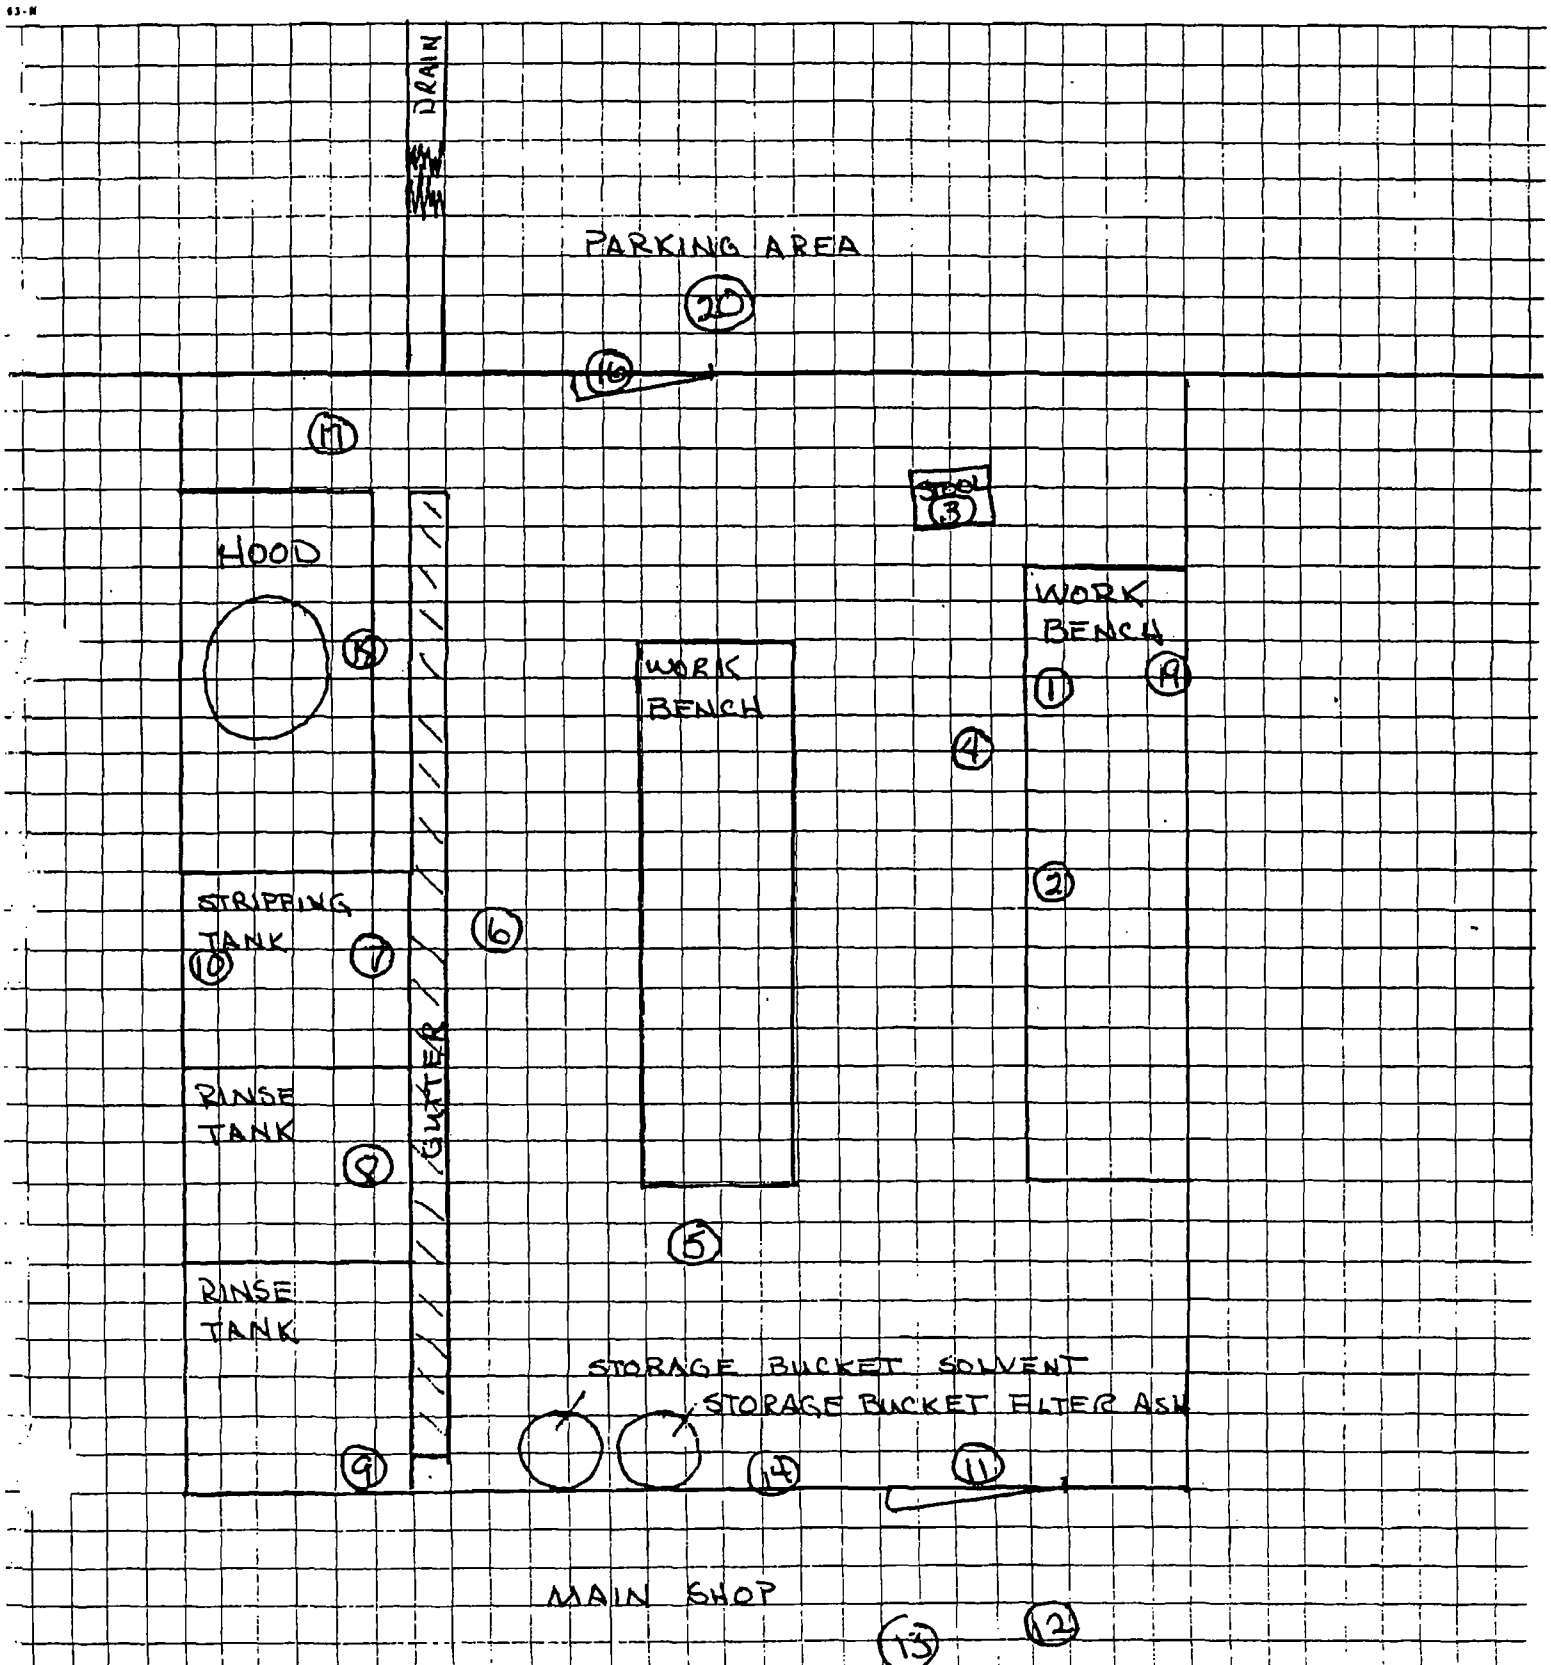 63-M
DRAIN
PARKING AREA
20
16
17
STOOL
3
HOOD
WORK
BENCH
19
1
WORK
BENCH
4
2
STRIPPING
TANK
10
7
6
GUTTER
RINSE
TANK
8
5
RINSE
TANK
STORAGE BUCKET SOLVENT
STORAGE BUCKET FILTER ASH
9
14
11
MAIN SHOP
12